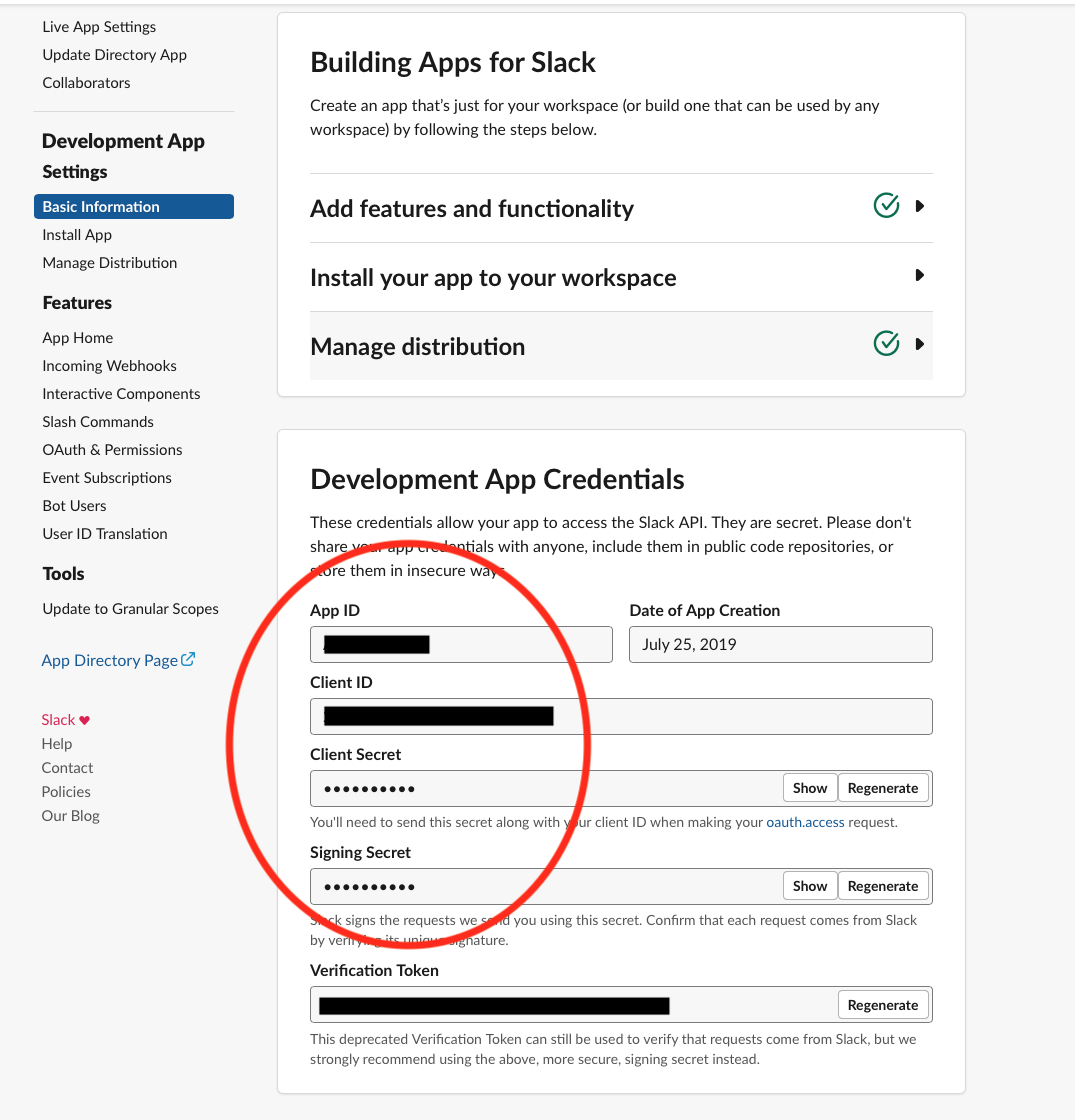 Live App Settings
Update Directory App
Collaborators
Development App
Settings
Basic Information
Install App
Manage Distribution
Features
App Home
Incoming Webhooks
Interactive Components
Slash Commands
OAuth & Permissions
Event Subscriptions
Bot Users
User ID Translation
Tools
Update to Granular Scopes
App Directory Page
Slack
Help
Contact
Policies
Our Blog
Building Apps for Slack
Create an app that's just for your workspace (or build one that can be used by any
workspace) by following the steps below.
Add features and functionality
Install your app to your workspace
Manage distribution
Development App Credentials
These credentials allow your app to access the Slack API. They are secret. Please don't
share your app credentials with anyone, include them in public code repositories, or
store them in insecure ways.
App ID
Date of App Creation
July 25, 2019
Client ID
Client Secret
••••••••••
Show
Regenerate
You'll need to send this secret along with your client ID when making your oauth.access request.
Signing Secret
••••••••••
Show
Regenerate
Slack signs the requests we send you using this secret. Confirm that each request comes from Slack
by verifying its unique signature.
Verification Token
Regenerate
This deprecated Verification Token can still be used to verify that requests come from Slack, but we
strongly recommend using the above, more secure, signing secret instead.